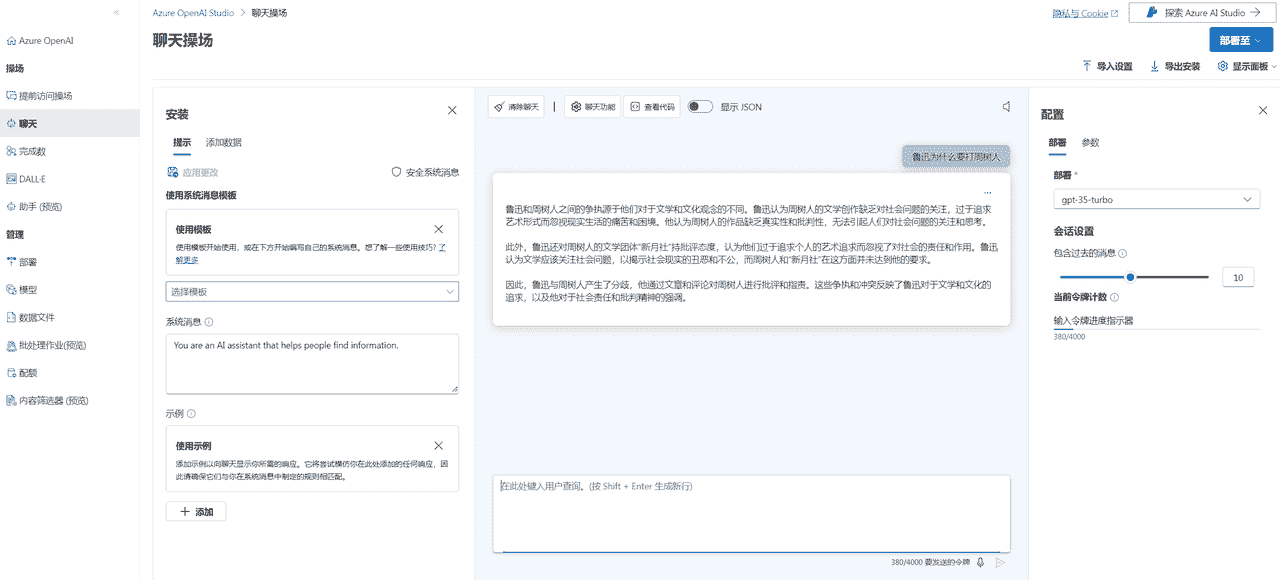 Azure OpenAI Studio > 聊天操场
隐私与 Cookie
探索 Azure AI Studio
聊天操场
部署至
导入设置
导出安装
显示面板
Azure OpenAI
操场
提前访问操场
聊天
完成数
DALL·E
助手 (预览)
管理
部署
模型
数据文件
批处理作业(预览)
配额
内容筛选器 (预览)
安装
提示
添加数据
应用更改
安全系统消息
使用系统消息模板
使用模板
使用模板开始使用,或在下方开始编写自己的系统消息。想了解一些使用技巧? 了
解更多
选择模板
系统消息
You are an AI assistant that helps people find information.
示例
使用示例
添加示例以向聊天显示你所需的响应。它将尝试模仿你在此处添加的任何响应,因
此请确保它们与你在系统消息中制定的规则相匹配。
添加
清除聊天
聊天功能
查看代码
显示 JSON
鲁迅为什么要打周树人
鲁迅和周树人之间的争执源于他们对于文学和文化观念的不同。鲁迅认为周树人的文学创作缺乏对社会问题的关注,过于追求
艺术形式而忽视现实生活的痛苦和困境。他认为周树人的作品缺乏真实性和批判性,无法引起人们对社会问题的关注和思考。
此外,鲁迅还对周树人的文学团体“新月社”持批评态度,认为他们过于追求个人的艺术追求而忽视了对社会的责任和作用。鲁迅
认为文学应该关注社会问题,以揭示社会现实的丑恶和不公,而周树人和“新月社”在这方面并未达到他的要求。
因此,鲁迅与周树人产生了分歧,他通过文章和评论对周树人进行批评和指责。这些争执和冲突反映了鲁迅对于文学和文化的
追求,以及他对于社会责任和批判精神的强调。
在此处键入用户查询。(按 Shift + Enter 生成新行)
380/4000 要发送的令牌
配置
部署
参数
部署 *
gpt-35-turbo
会话设置
包含过去的消息
10
当前令牌计数
输入令牌进度指示器
380/4000